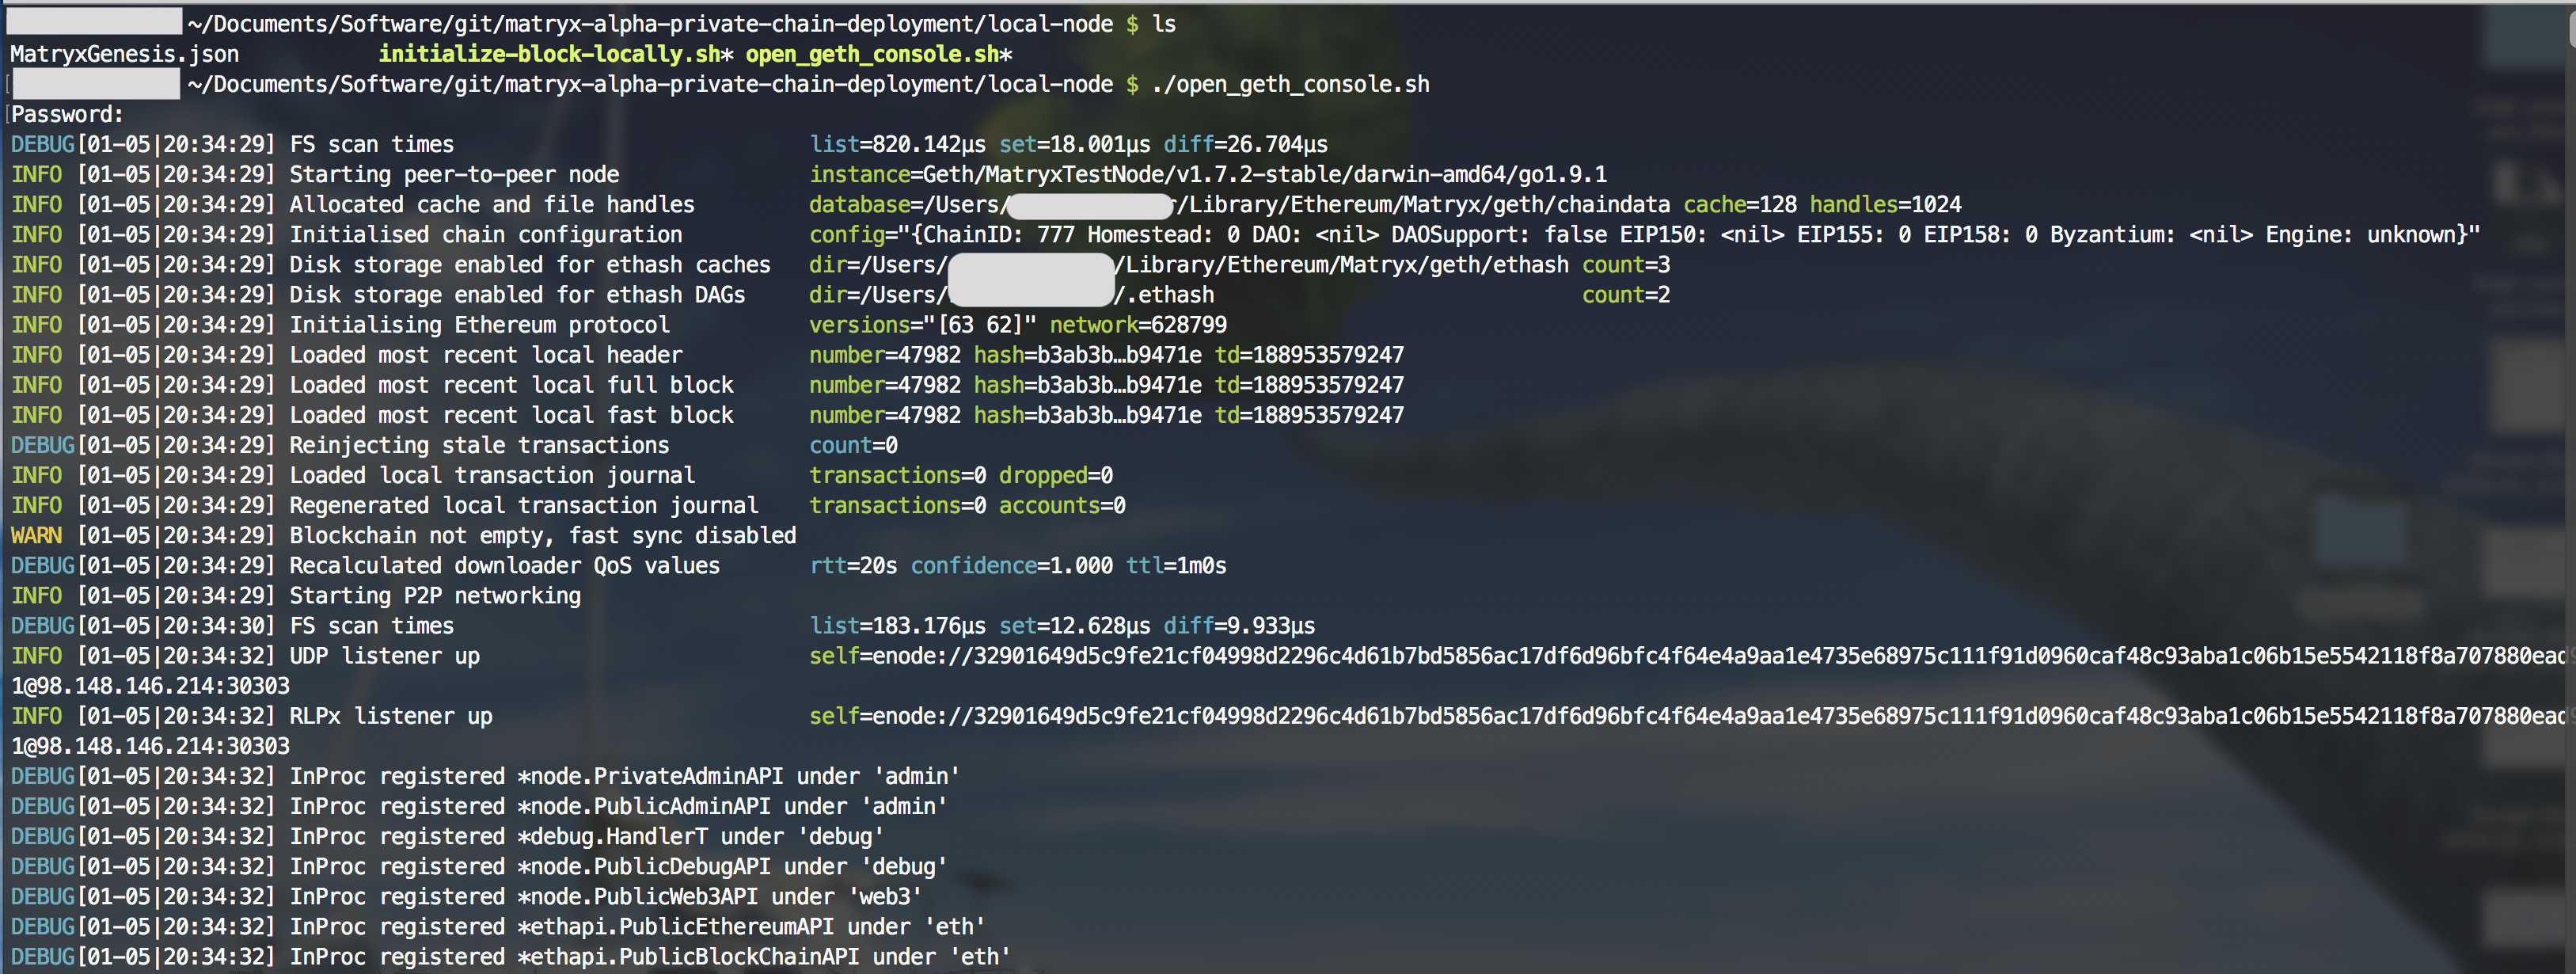 ~/Documents/Software/git/matryx-alpha-private-chain-deployment/local-node $ ls
MatryxGenesis.json initialize-block-locally.sh* open_geth_console.sh*
[ ~/Documents/Software/git/matryx-alpha-private-chain-deployment/local-node $ ./open_geth_console.sh
[Password:
DEBUG[01-05|20:34:29] FS scan times list=820.142µs set=18.001µs diff=26.704µs
INFO [01-05|20:34:29] Starting peer-to-peer node instance=Geth/MatryxTestNode/v1.7.2-stable/darwin-amd64/go1.9.1
INFO [01-05|20:34:29] Allocated cache and file handles database=/Users/ /Library/Ethereum/Matryx/geth/chaindata cache=128 handles=1024
INFO [01-05|20:34:29] Initialised chain configuration config="{ChainID: 777 Homestead: 0 DAO: <nil> DAOSupport: false EIP150: <nil> EIP155: 0 EIP158: 0 Byzantium: <nil> Engine: unknown}"
INFO [01-05|20:34:29] Disk storage enabled for ethash caches dir=/Users/ /Library/Ethereum/Matryx/geth/ethash count=3
INFO [01-05|20:34:29] Disk storage enabled for ethash DAGs dir=/Users/ /.ethash count=2
INFO [01-05|20:34:29] Initialising Ethereum protocol versions="[63 62]" network=628799
INFO [01-05|20:34:29] Loaded most recent local header number=47982 hash=b3ab3b…b9471e td=188953579247
INFO [01-05|20:34:29] Loaded most recent local full block number=47982 hash=b3ab3b…b9471e td=188953579247
INFO [01-05|20:34:29] Loaded most recent local fast block number=47982 hash=b3ab3b…b9471e td=188953579247
DEBUG[01-05|20:34:29] Reinjecting stale transactions count=0
INFO [01-05|20:34:29] Loaded local transaction journal transactions=0 dropped=0
INFO [01-05|20:34:29] Regenerated local transaction journal transactions=0 accounts=0
WARN [01-05|20:34:29] Blockchain not empty, fast sync disabled
DEBUG[01-05|20:34:29] Recalculated downloader QoS values rtt=20s confidence=1.000 ttl=1m0s
INFO [01-05|20:34:29] Starting P2P networking
DEBUG[01-05|20:34:30] FS scan times list=183.176µs set=12.628µs diff=9.933µs
INFO [01-05|20:34:32] UDP listener up self=enode://32901649d5c9fe21cf04998d2296c4d61b7bd5856ac17df6d96bfc4f64e4a9aa1e4735e68975c111f91d0960caf48c93aba1c06b15e5542118f8a707880ead9
1@98.148.146.214:30303
INFO [01-05|20:34:32] RLPx listener up self=enode://32901649d5c9fe21cf04998d2296c4d61b7bd5856ac17df6d96bfc4f64e4a9aa1e4735e68975c111f91d0960caf48c93aba1c06b15e5542118f8a707880ead9
1@98.148.146.214:30303
DEBUG[01-05|20:34:32] InProc registered *node.PrivateAdminAPI under 'admin'
DEBUG[01-05|20:34:32] InProc registered *node.PublicAdminAPI under 'admin'
DEBUG[01-05|20:34:32] InProc registered *debug.HandlerT under 'debug'
DEBUG[01-05|20:34:32] InProc registered *node.PublicDebugAPI under 'debug'
DEBUG[01-05|20:34:32] InProc registered *node.PublicWeb3API under 'web3'
DEBUG[01-05|20:34:32] InProc registered *ethapi.PublicEthereumAPI under 'eth'
DEBUG[01-05|20:34:32] InProc registered *ethapi.PublicBlockChainAPI under 'eth'